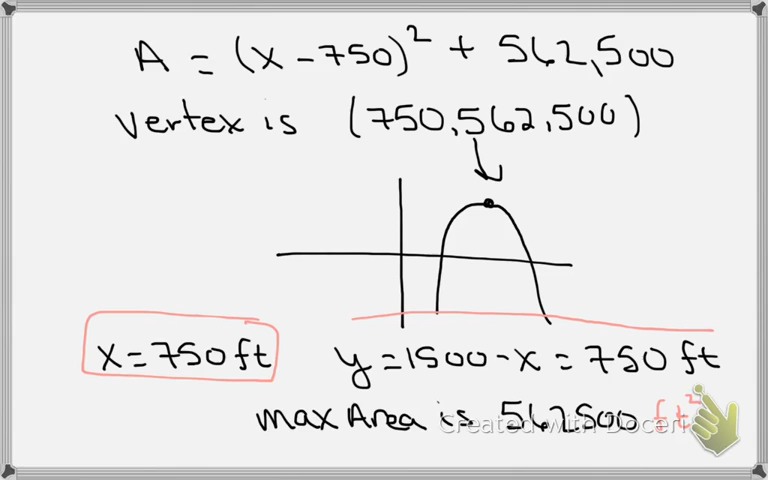 A = (x - 750)² + 562,500
vertex is (750, 562,500)
x = 750 ft
y = 1500 - x = 750 ft
max Area is 562500 ft²
Created with Doceri